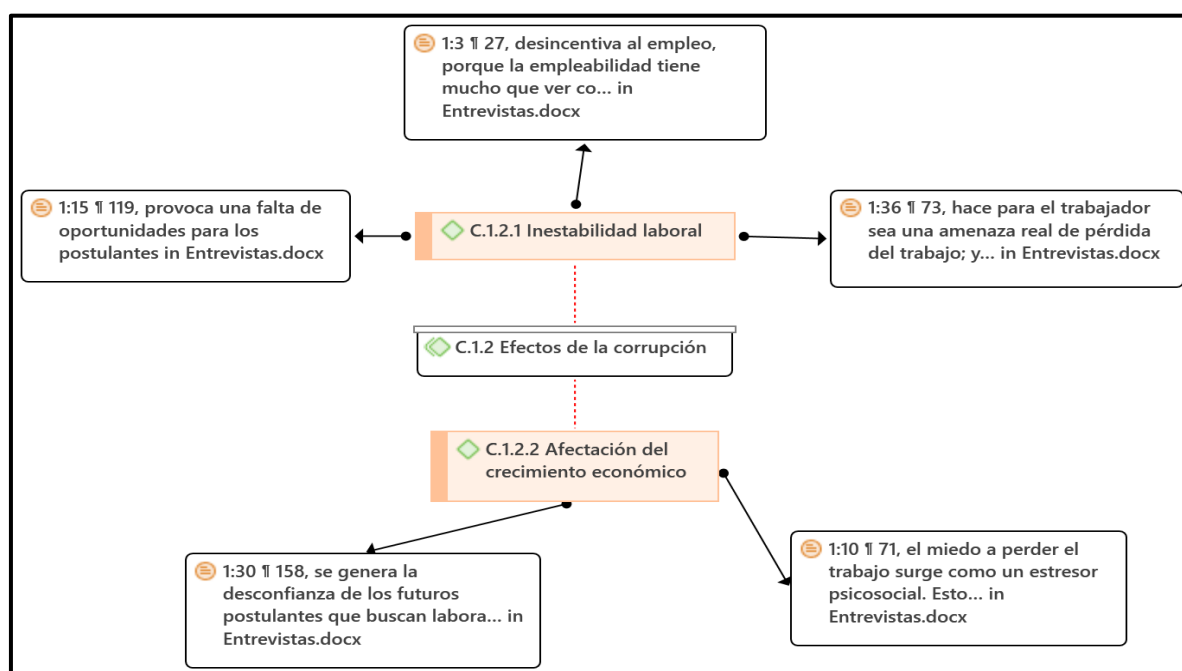 1:3 ¶ 27, desincentiva al empleo,
porque la empleabilidad tiene
mucho que ver co... in
Entrevistas.docx
1:15 ¶ 119, provoca una falta de
oportunidades para los
postulantes in Entrevistas.docx
C.1.2.1 Inestabilidad laboral
1:36 ¶ 73, hace para el trabajador
sea una amenaza real de pérdida
del trabajo; y... in Entrevistas.docx
C.1.2 Efectos de la corrupción
C.1.2.2 Afectación del
crecimiento económico
1:30 ¶ 158, se genera la
desconfianza de los futuros
postulantes que buscan labora... in
Entrevistas.docx
1:10 ¶ 71, el miedo a perder el
trabajo surge como un estresor
psicosocial. Esto... in
Entrevistas.docx